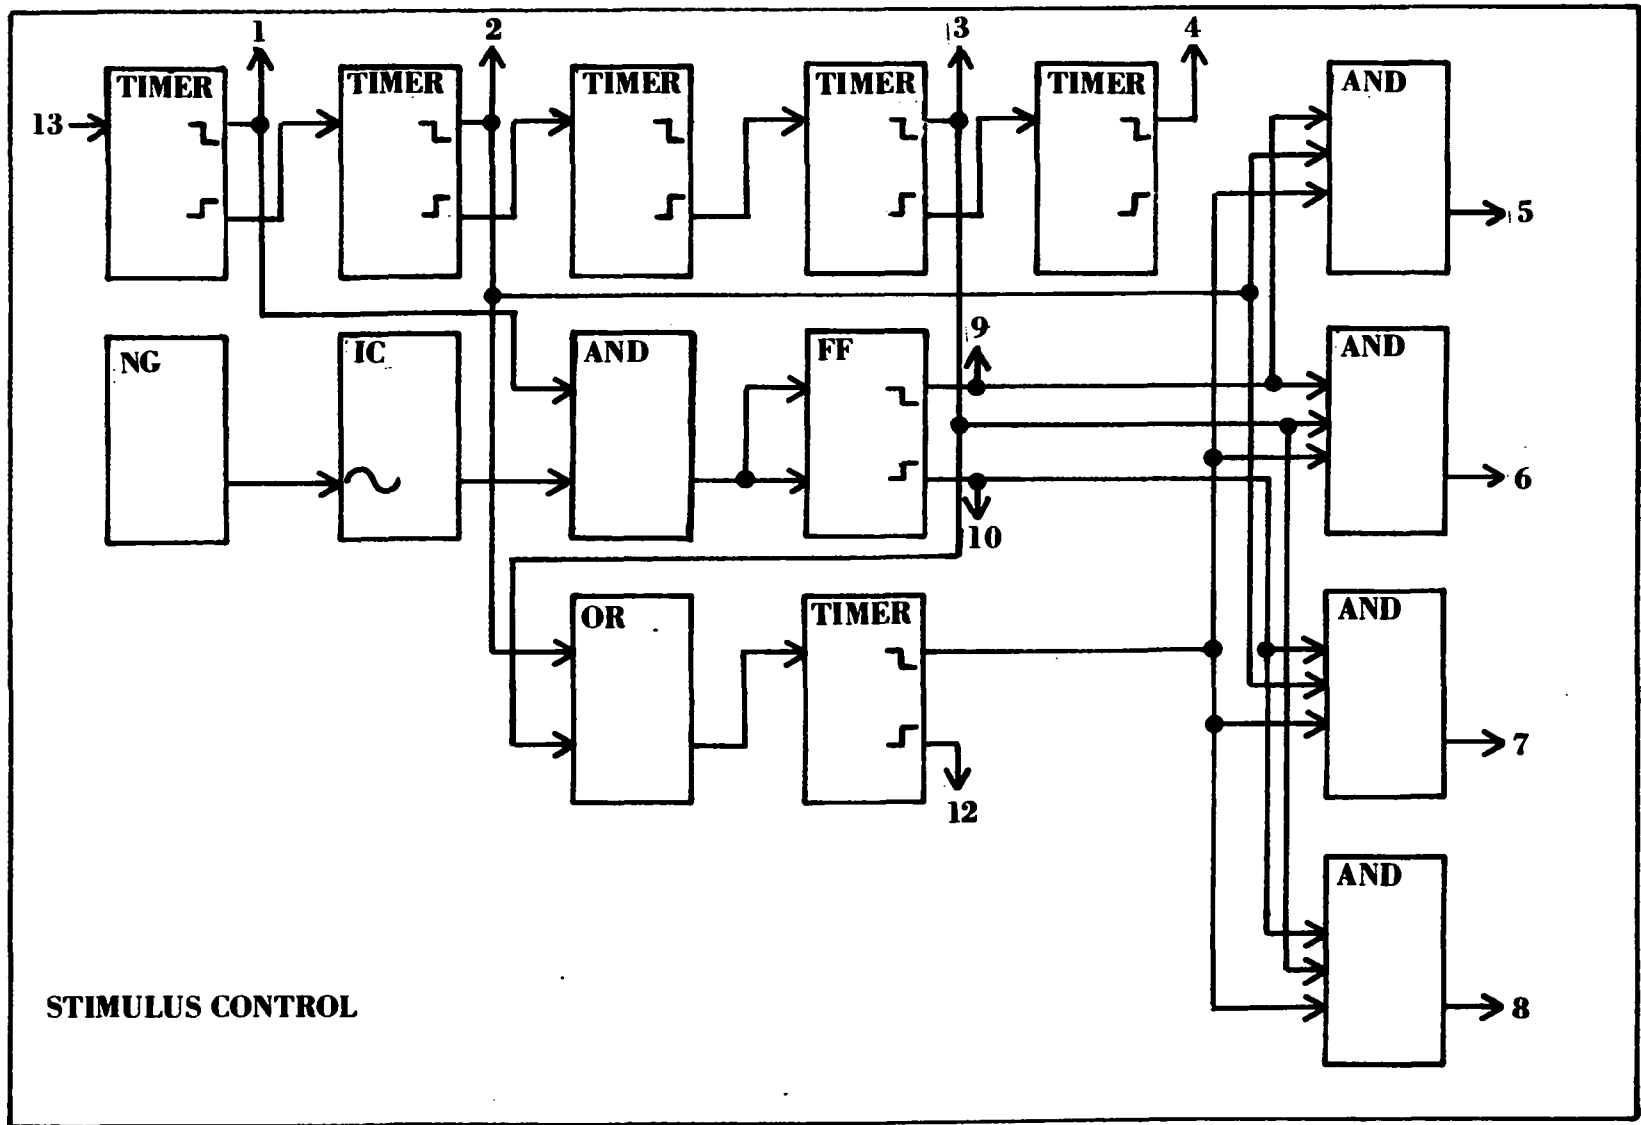 1 2 3 4
TIMER TIMER TIMER TIMER TIMER AND
13
5
9
NG IC AND FF AND
6
10
OR TIMER AND
7
12
AND
STIMULUS CONTROL
8